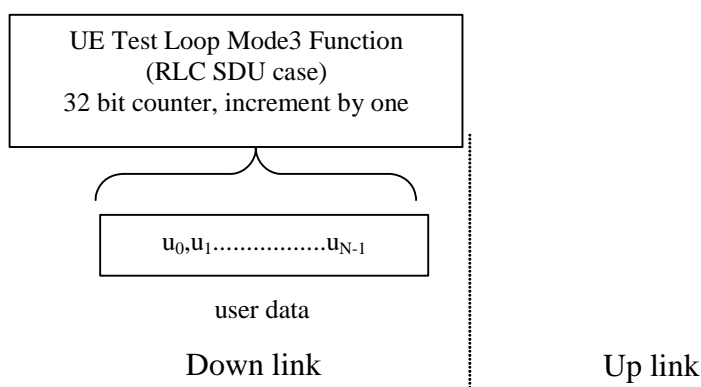 UE Test Loop Mode3 Function
(RLC SDU case)
32 bit counter, increment by one
u0,u1.................uN-1
user data
Down link
Up link